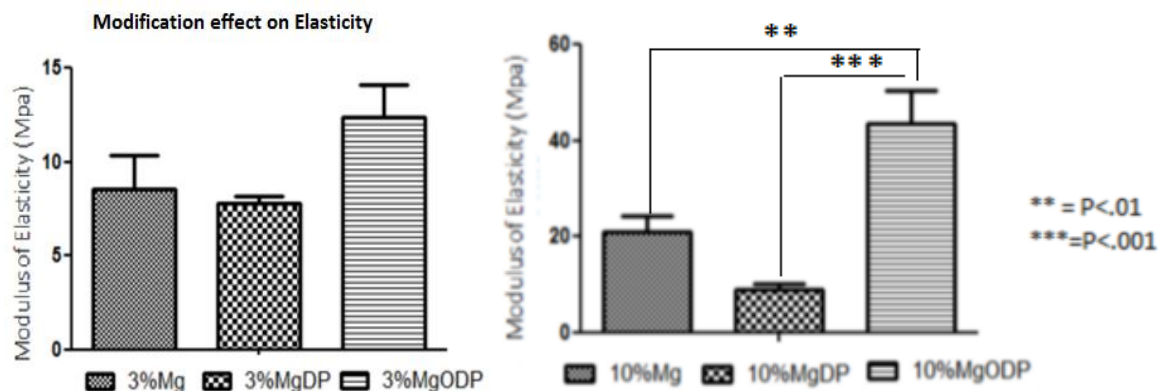 Modification effect on Elasticity
Modulus of Elasticity (Mpa)
15
10
5
0
3%Mg 3%MgDP 3%MgODP
Modulus of Elasticity (Mpa)
60
40
20
0
**
***
10%Mg 10%MgDP 10%MgODP
** = P<.01
***=P<.001